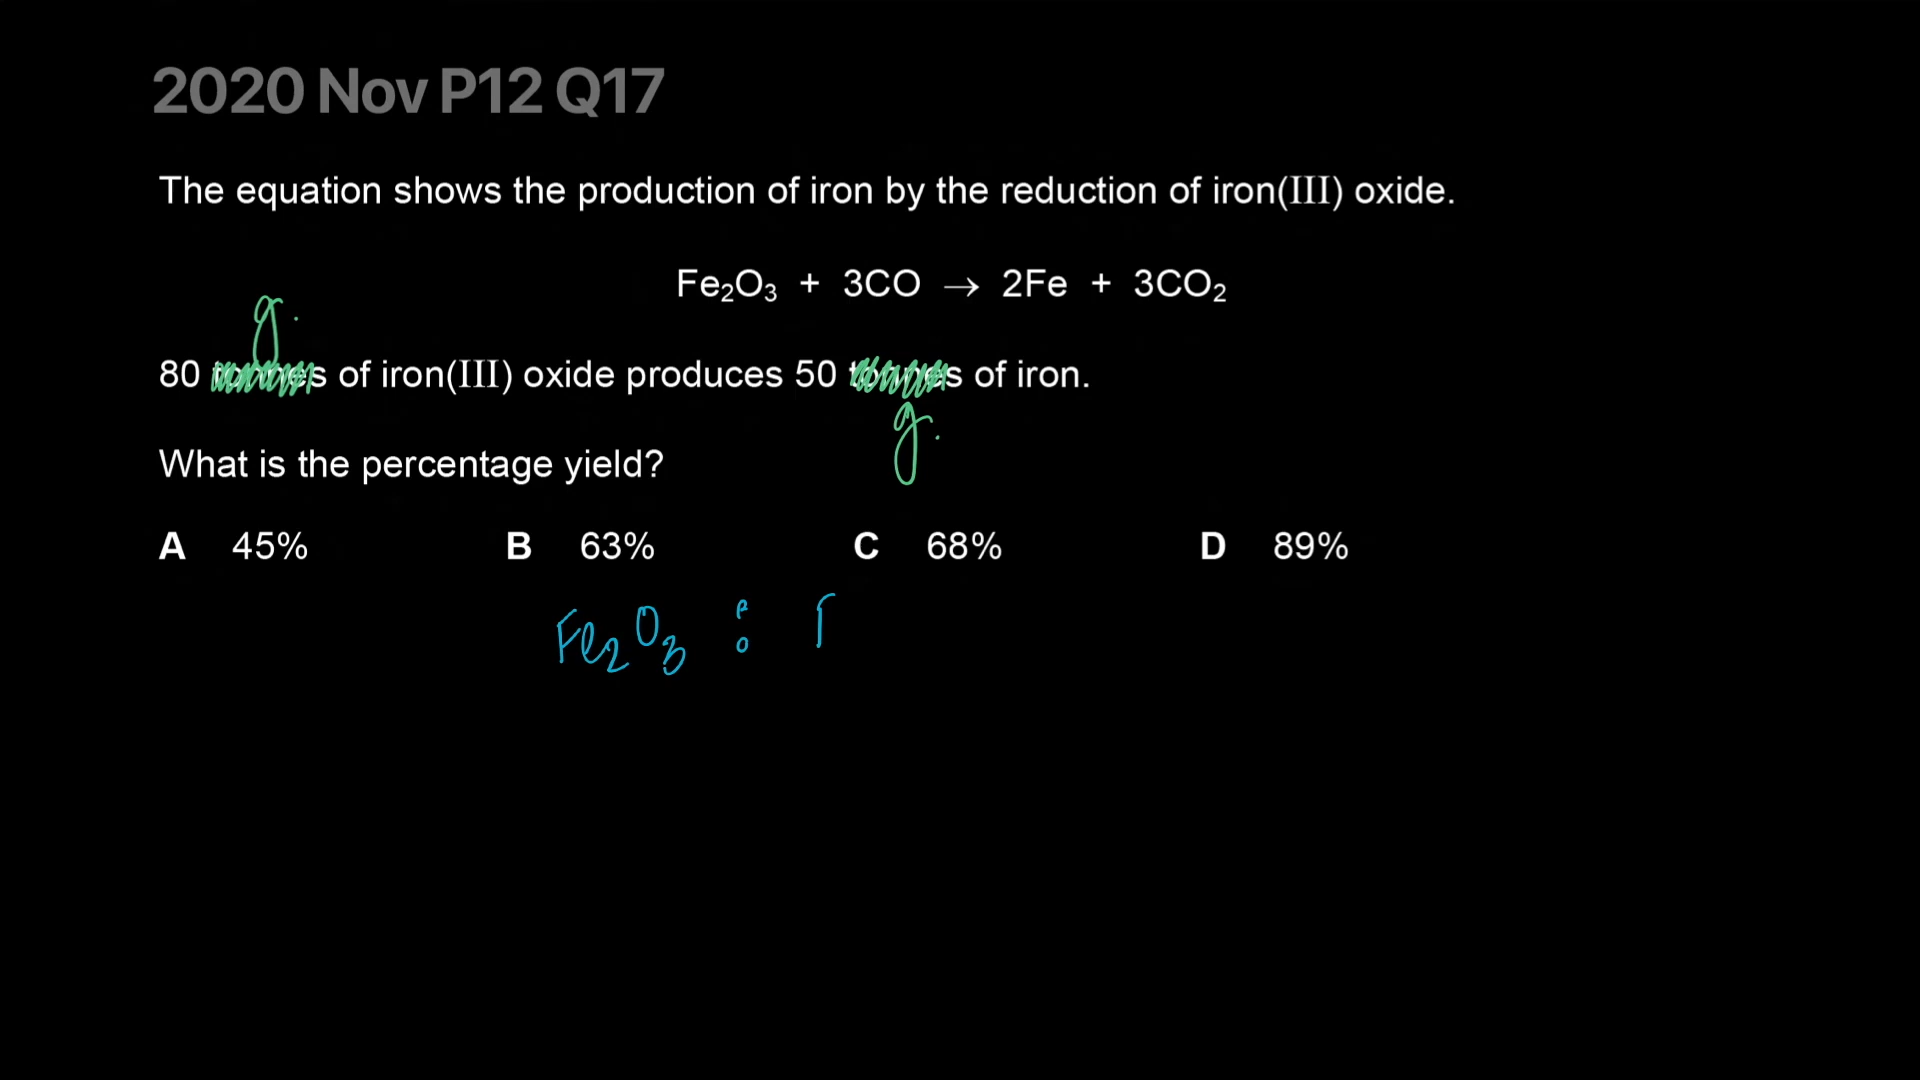 2020 Nov P12 Q17
The equation shows the production of iron by the reduction of iron(III) oxide.
Fe₂O₃ + 3CO → 2Fe + 3CO₂
g.
80 tonnes of iron(III) oxide produces 50 tonnes of iron.
g.
What is the percentage yield?
A 45% B 63% C 68% D 89%
Fe₂O₃ :